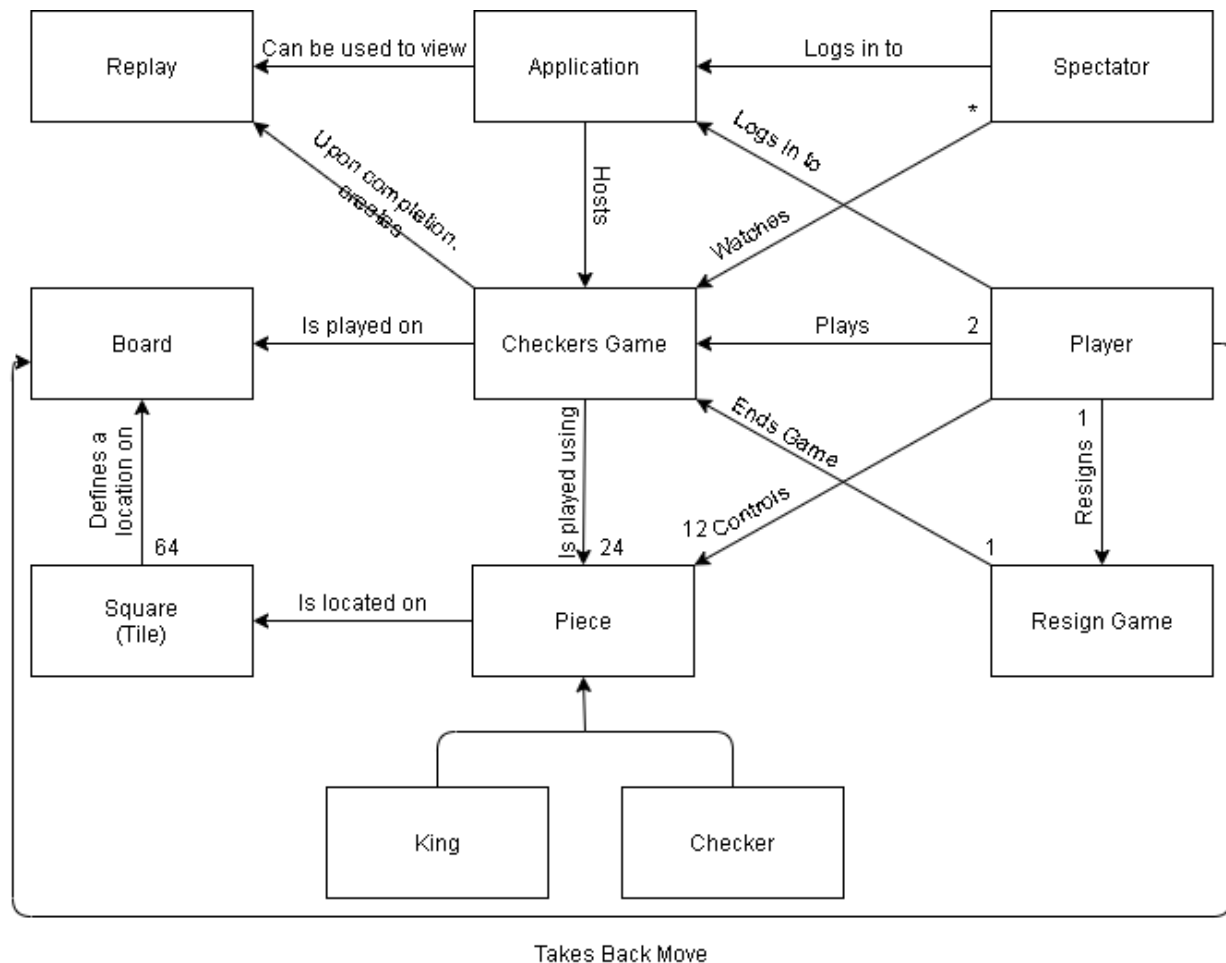 Replay
Can be used to view
Application
Logs in to
Spectator
*
Upon completion,
creates
Hosts
Logs in to
Watches
Board
Is played on
Checkers Game
Plays
2
Player
Defines a
location on
64
Is played using
24
Ends Game
12 Controls
1
Resigns
1
Square
(Tile)
Is located on
Piece
Resign Game
King
Checker
Takes Back Move